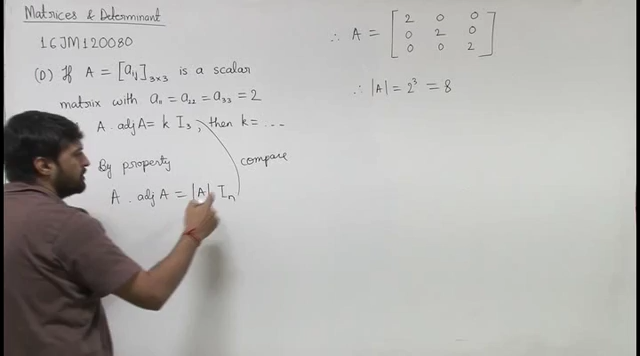 Matrices & Determinant
16JM120080
(D) If A = [aij]3×3 is a scalar
matrix with a11 = a22 = a33 = 2
A. adj A = k I3, then k = ...
By property
compare
A . adj A = |A| In
∴ A = [ 2 0 0
0 2 0
0 0 2 ]
∴ |A| = 2³ = 8